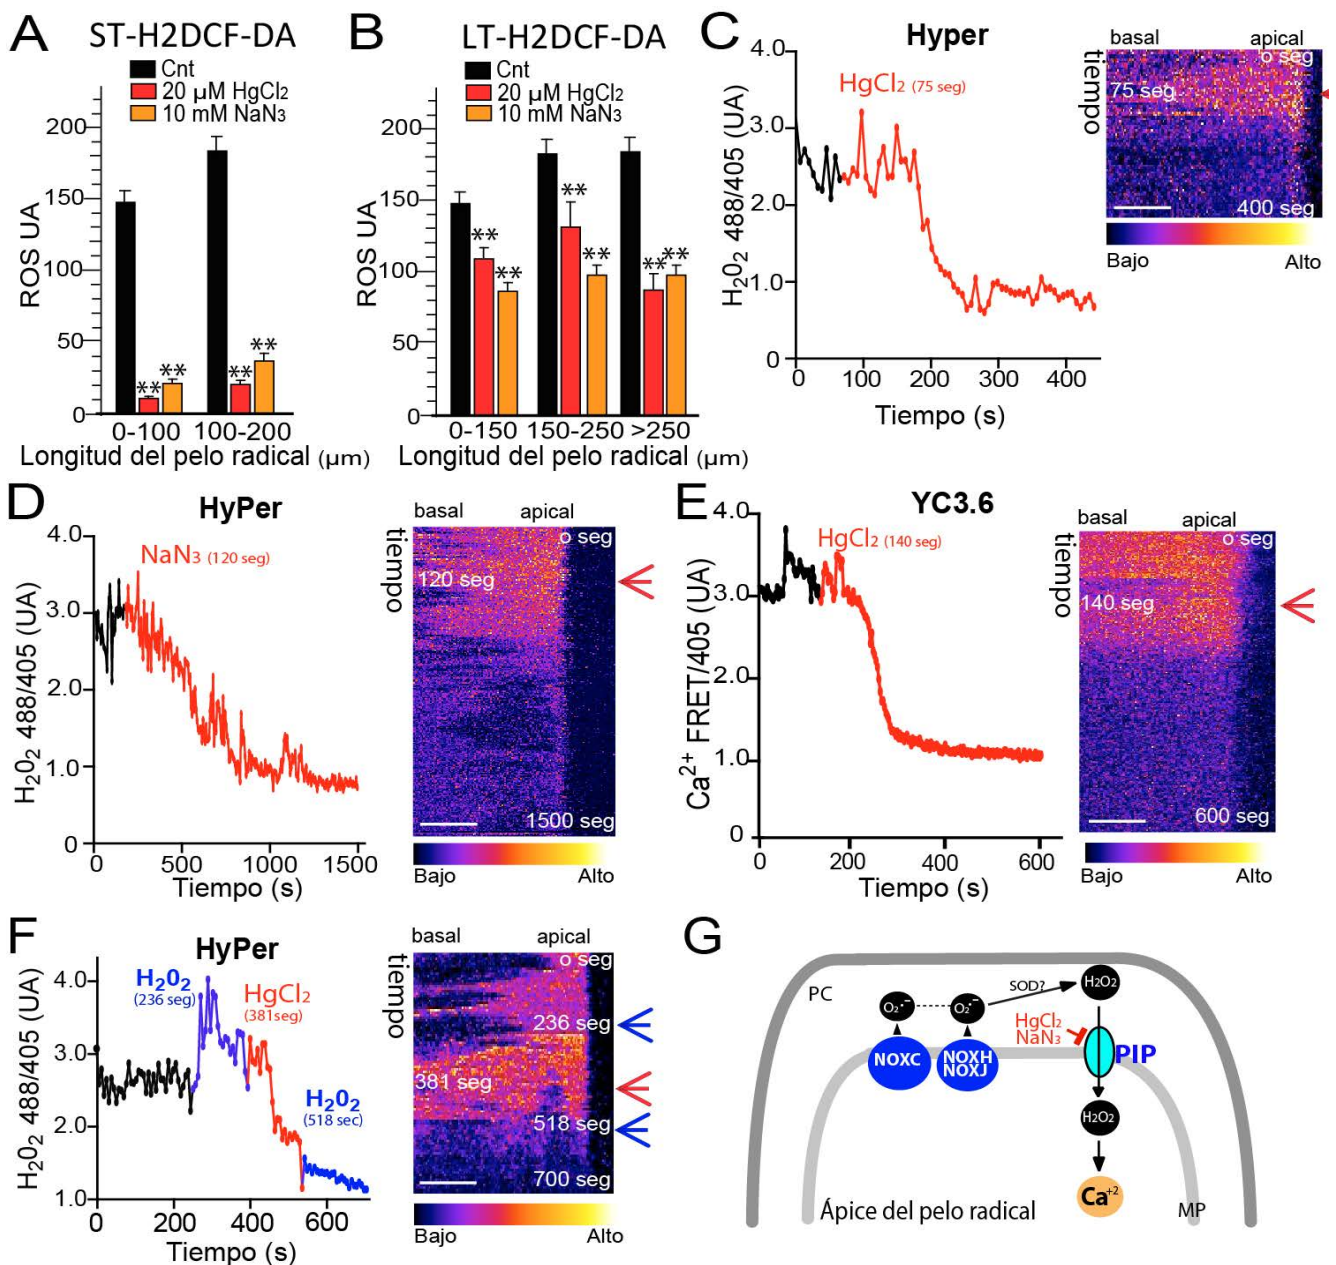 A
ST-H2DCF-DA
Cnt
20 µM HgCl2
10 mM NaN3
ROS UA
200
150
100
50
0
**
**
**
**
0-100
100-200
Longitud del pelo radical (µm)
B
LT-H2DCF-DA
Cnt
20 µM HgCl2
10 mM NaN3
ROS UA
200
150
100
50
0
**
**
**
**
**
**
0-150
150-250
>250
Longitud del pelo radical (µm)
C
Hyper
HgCl2 (75 seg)
H2O2 488/405 (UA)
4.0
3.0
2.0
1.0
0
0
100
200
300
400
Tiempo (s)
basal
apical
tiempo
0 seg
75 seg
400 seg
Bajo
Alto
D
HyPer
NaN3 (120 seg)
H2O2 488/405 (UA)
4.0
3.0
2.0
1.0
0
0
500
1000
1500
Tiempo (s)
basal
apical
tiempo
0 seg
120 seg
1500 seg
Bajo
Alto
E
YC3.6
HgCl2 (140 seg)
Ca2+ FRET/405 (UA)
4.0
3.0
2.0
1.0
0
0
200
400
600
Tiempo (s)
basal
apical
tiempo
0 seg
140 seg
600 seg
Bajo
Alto
F
HyPer
H2O2
(236 seg)
HgCl2
(381seg)
H2O2
(518 sec)
H2O2 488/405 (UA)
4.0
3.0
2.0
1.0
0
200
400
600
Tiempo (s)
basal
apical
tiempo
0 seg
236 seg
381 seg
518 seg
700 seg
Bajo
Alto
G
PC
O2•-
O2•-
SOD?
H2O2
HgCl2
NaN3
NOXC
NOXH
NOXJ
PIP
H2O2
Ca+2
Ápice del pelo radical
MP